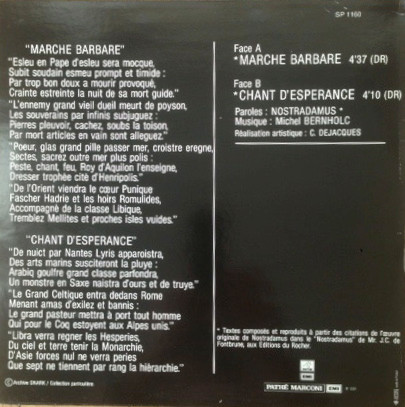 SP 1160
"MARCHE BARBARE"
"Esleu en Pape d'esleu sera mocque,
Subit soudain esmeu prompt et timide :
Par trop bon doux a mourir provoqué,
Crainte estreinte la nuit de sa mort guide."
"L'ennemy grand vieil dueil meurt de poyson,
Les souverains par infinis subjuguez :
Pierres pleuvoir, cachez, soubs la toison,
Par mort articles en vain sont alleguez."
"Poeur, glas grand pille passer mer, croistre eregne,
Sectes, sacrez outre mer plus polis :
Peste, chant, feu, Roy d'Aquilon l'enseigne,
Dresser trophée cité d'Henripolis."
"De l'Orient viendra le cœur Punique
Fascher Hadrie et les hoirs Romulides,
Accompagné de la classe Libique,
Tremblez Mellites et proches isles vuides."
"CHANT D'ESPERANCE"
"De nuict par Nantes Lyris apparoistra,
Des arts marins susciteront la pluye :
Arabiq goulfre grand classe parfondra,
Un monstre en Saxe naistra d'ours et de truye."
"Le Grand Celtique entra dedans Rome
Menant amas d'exilez et bannis :
Le grand pasteur mettra à port tout homme
Qui pour le Coq estoyent aux Alpes unis."
"Libra verra regner les Hesperies,
Du ciel et terre tenir la Monarchie,
D'Asie forces nul ne verra peries
Que sept ne tiennent par rang la hièrarchie."
© Archive SNARK / Collection particulière
Face A
*MARCHE BARBARE 4'37 (DR)
Face B
*CHANT D'ESPERANCE 4'10 (DR)
Paroles : NOSTRADAMUS *
Musique : Michel BERNHOLC
Réalisation artistique : C. DEJACQUES
* Textes composés et reproduits à partir des citations de l'œuvre
originale de Nostradamus dans le "Nostradamus" de Mr. J.C. de
Fontbrune, aux Editions du Rocher.
EMI
PATHÉ MARCONI EMI